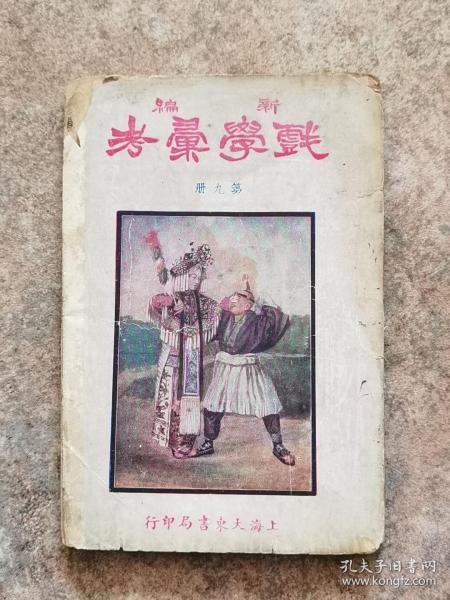 新編
戲學彙考
第九册
上海大東書局印行
孔夫子旧书网
www.kongfz.com